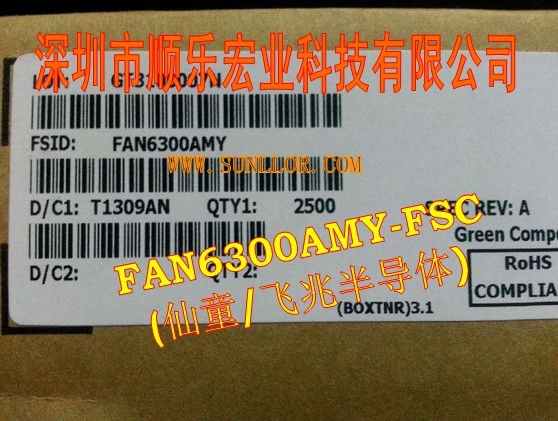 深圳市顺乐宏业科技有限公司
FSID: FAN6300AMY
WWW.SUNLLOR.COM
D/C1: T1309AN QTY1: 2500
REV: A
Green Compo
FAN6300AMY-FSC
D/C2:
RoHS
(仙童/飞兆半导体)
COMPLIA
(BOXTNR)3.1